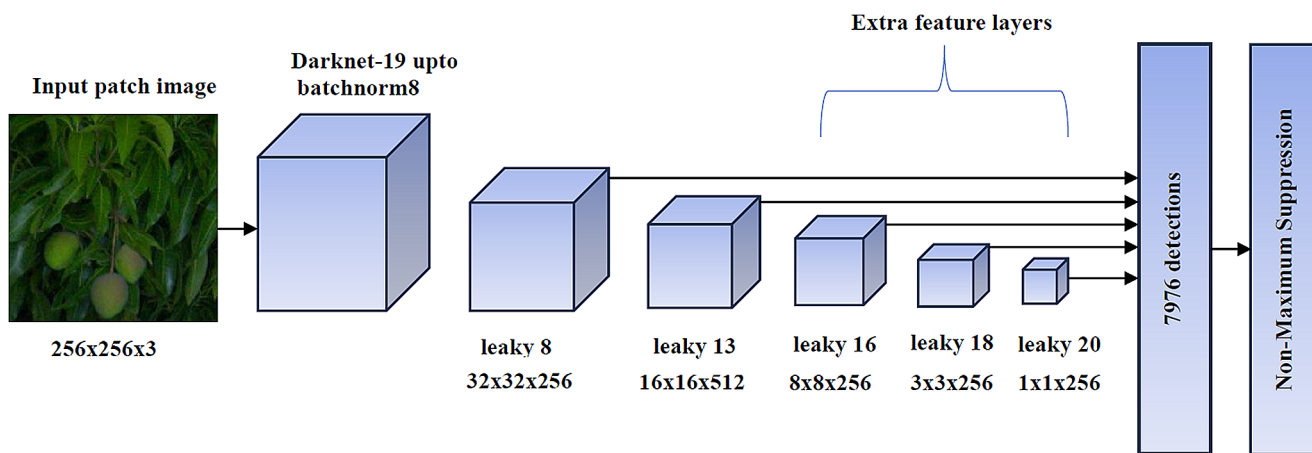 Extra feature layers
Darknet-19 upto
batchnorm8
Input patch image
256x256x3
leaky 8
32x32x256
leaky 13
16x16x512
leaky 16
8x8x256
leaky 18
3x3x256
leaky 20
1x1x256
7976 detections
Non-Maximum Suppression